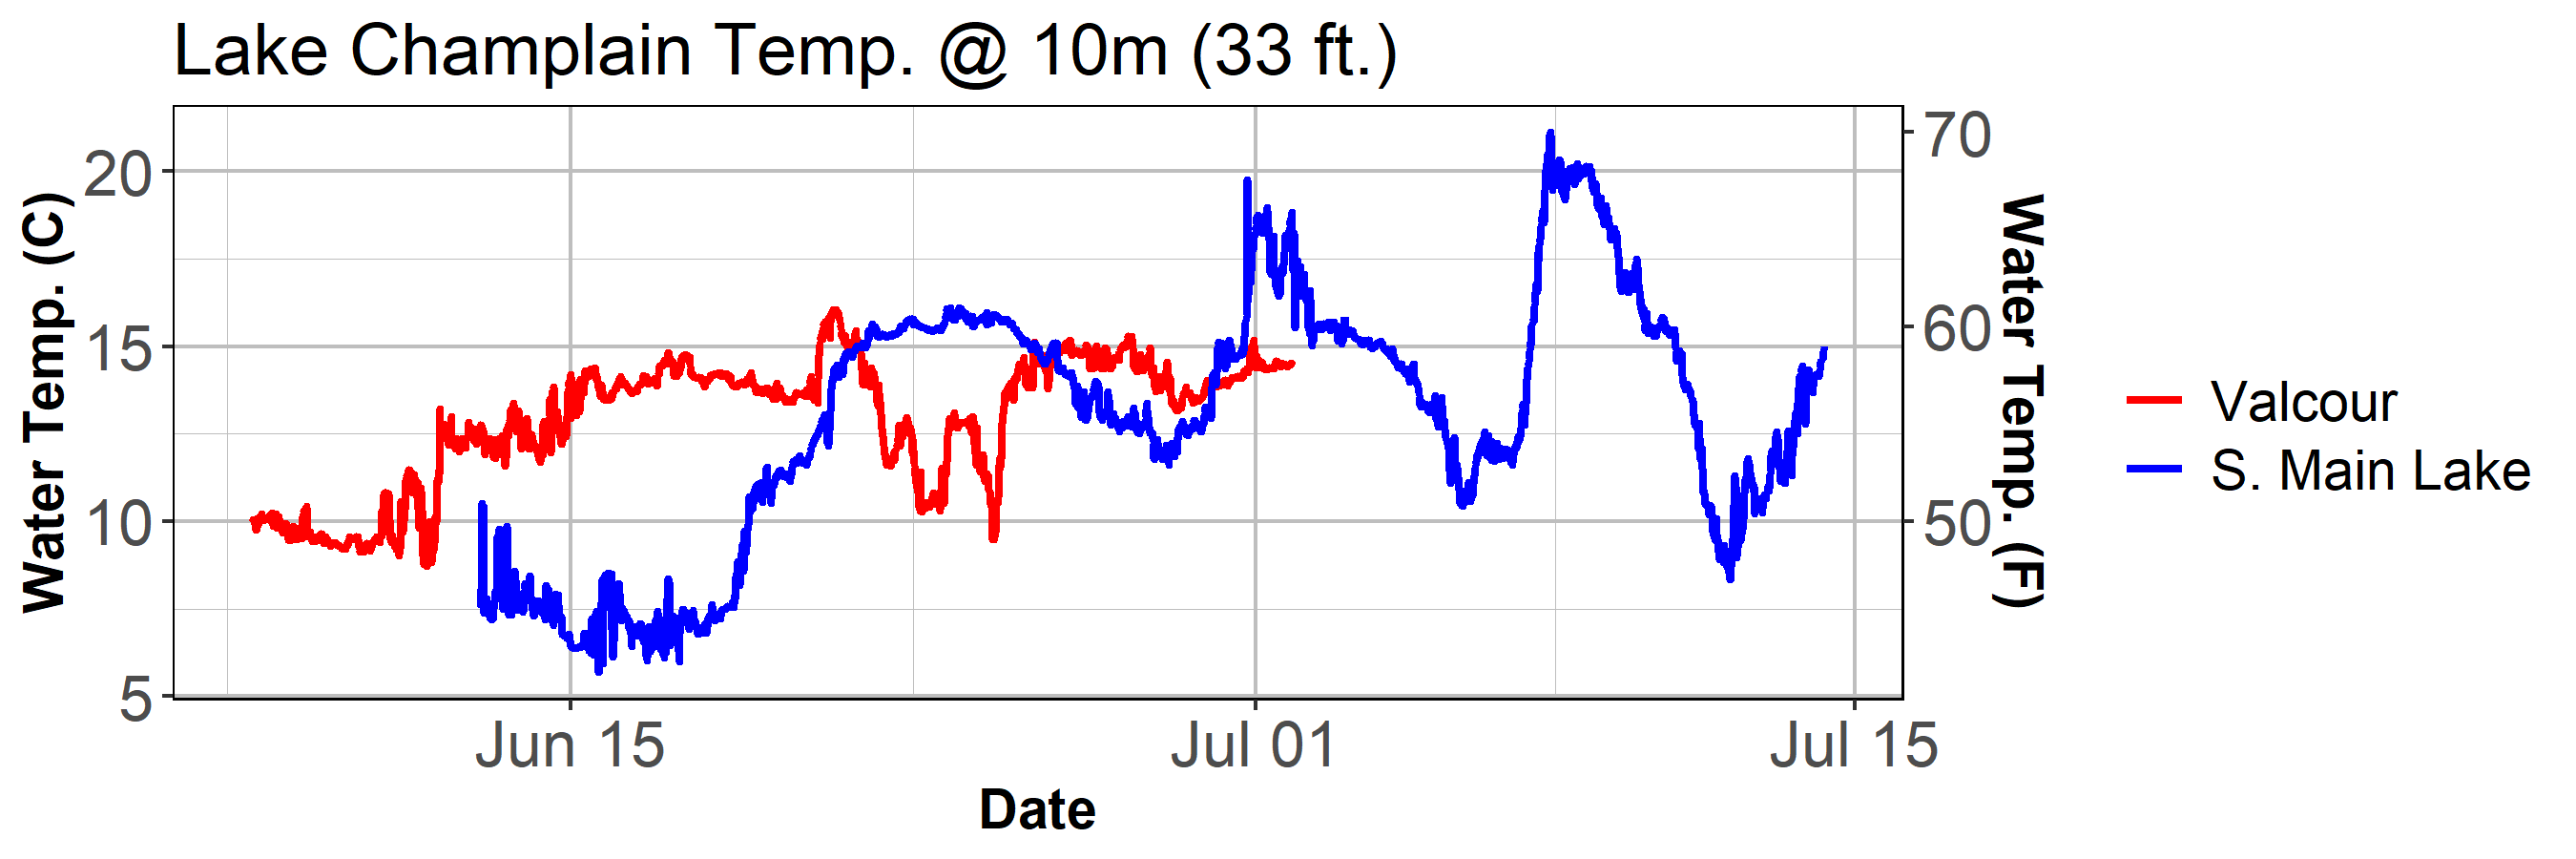 Lake Champlain Temp. @ 10m (33 ft.)
Water Temp. (C)
20
15
10
5
70
60
50
Water Temp. (F)
Jun 15
Jul 01
Jul 15
Date
Valcour
S. Main Lake